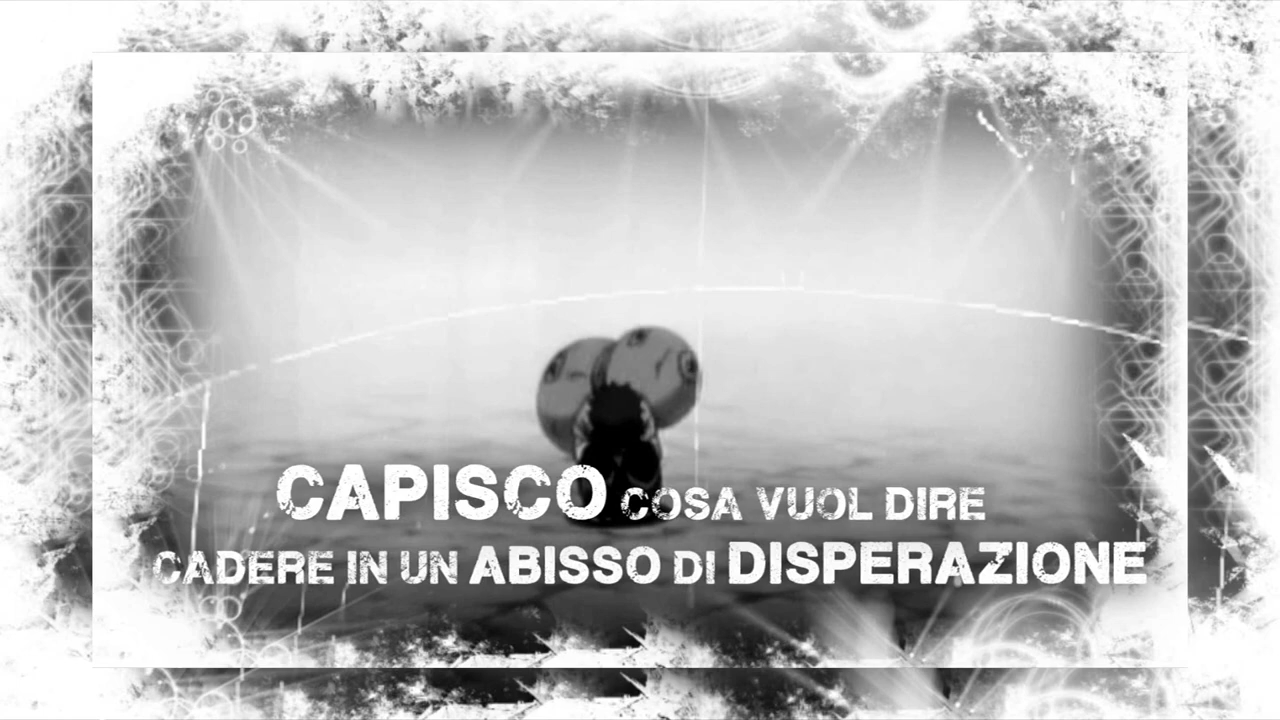 CAPISCO COSA VUOL DIRE
CADERE IN UN ABISSO DI DISPERAZIONE